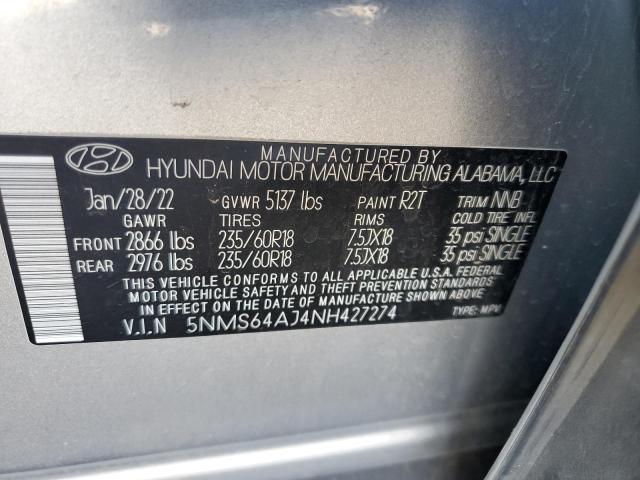 MANUFACTURED BY
HYUNDAI MOTOR MANUFACTURING ALABAMA, LLC
Jan/28/22 GVWR 5137 lbs PAINT R2T TRIM NNB
GAWR TIRES RIMS COLD TIRE INFL
FRONT 2866 lbs 235/60R18 7.5JX18 35 psi SINGLE
REAR 2976 lbs 235/60R18 7.5JX18 35 psi SINGLE
THIS VEHICLE CONFORMS TO ALL APPLICABLE U.S.A. FEDERAL
MOTOR VEHICLE SAFETY AND THEFT PREVENTION STANDARDS
IN EFFECT ON THE DATE OF MANUFACTURE SHOWN ABOVE.
V.I.N 5NMS64AJ4NH427274 TYPE: MPV